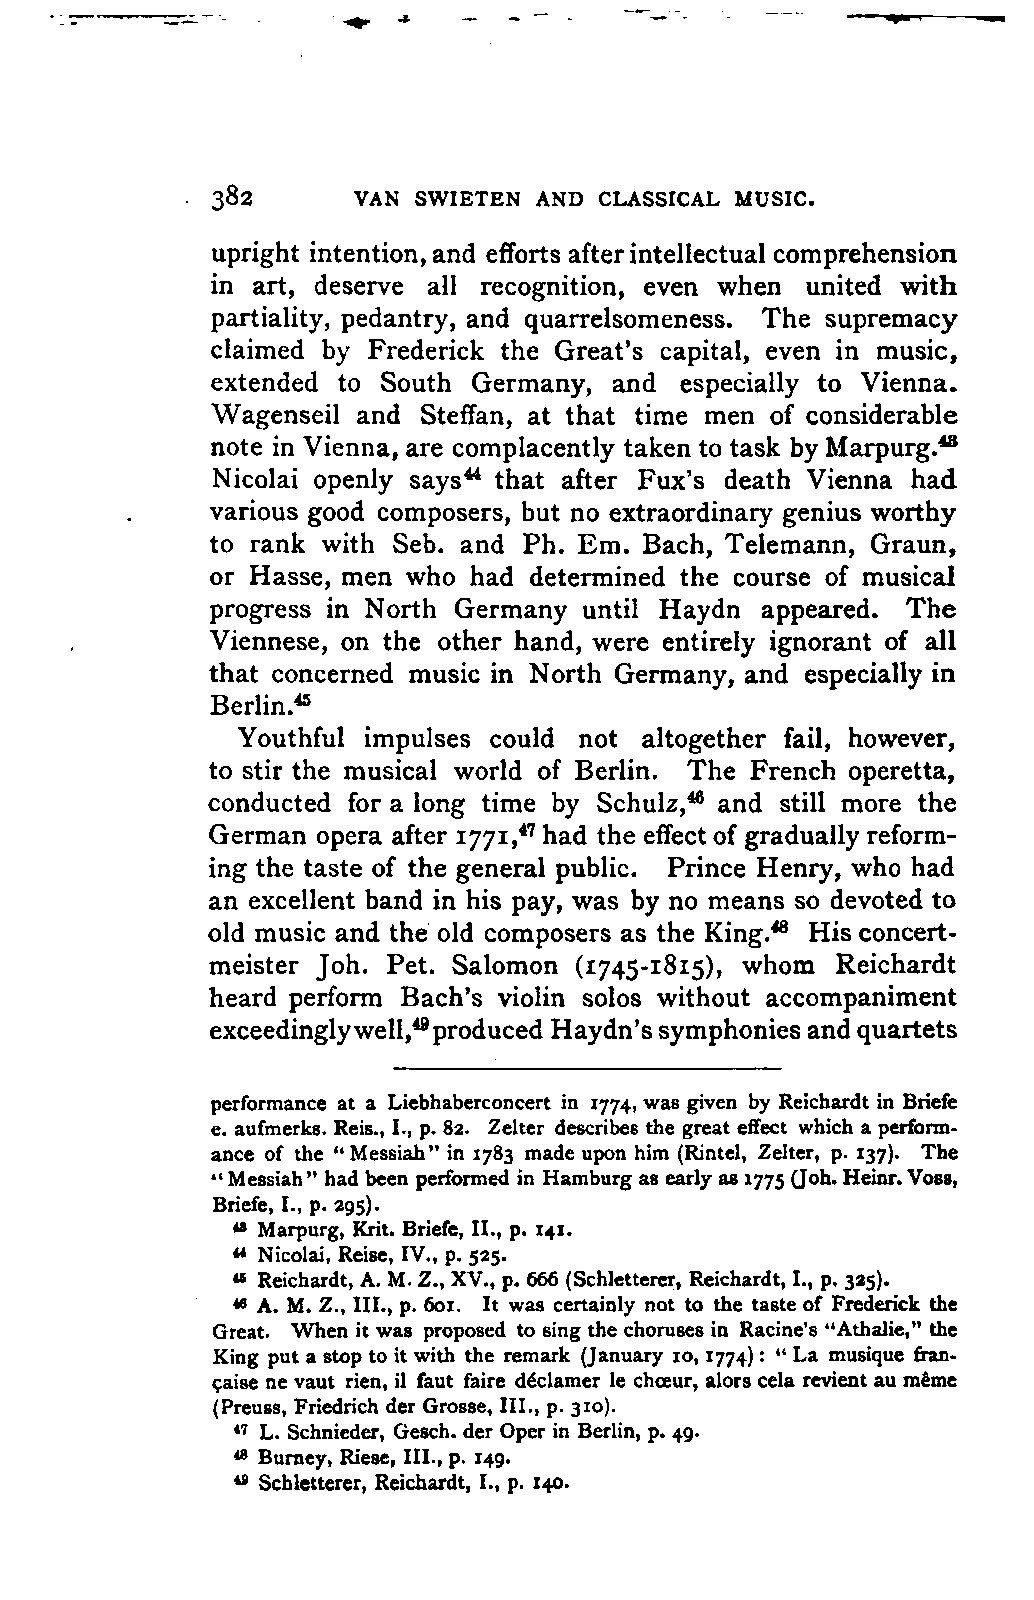 382 VAN SWIETEN AND CLASSICAL MUSIC.
upright intention, and efforts after intellectual comprehension
in art, deserve all recognition, even when united with
partiality, pedantry, and quarrelsomeness. The supremacy
claimed by Frederick the Great's capital, even in music,
extended to South Germany, and especially to Vienna.
Wagenseil and Steffan, at that time men of considerable
note in Vienna, are complacently taken to task by Marpurg.⁴³
Nicolai openly says⁴⁴ that after Fux's death Vienna had
various good composers, but no extraordinary genius worthy
to rank with Seb. and Ph. Em. Bach, Telemann, Graun,
or Hasse, men who had determined the course of musical
progress in North Germany until Haydn appeared. The
Viennese, on the other hand, were entirely ignorant of all
that concerned music in North Germany, and especially in
Berlin.⁴⁵
Youthful impulses could not altogether fail, however,
to stir the musical world of Berlin. The French operetta,
conducted for a long time by Schulz,⁴⁶ and still more the
German opera after 1771,⁴⁷ had the effect of gradually reform-
ing the taste of the general public. Prince Henry, who had
an excellent band in his pay, was by no means so devoted to
old music and the old composers as the King.⁴⁸ His concert-
meister Joh. Pet. Salomon (1745-1815), whom Reichardt
heard perform Bach's violin solos without accompaniment
exceedingly well,⁴⁹ produced Haydn's symphonies and quartets
performance at a Liebhaberconcert in 1774, was given by Reichardt in Briefe
e. aufmerks. Reis., I., p. 82. Zelter describes the great effect which a perform-
ance of the "Messiah" in 1783 made upon him (Rintel, Zelter, p. 137). The
"Messiah" had been performed in Hamburg as early as 1775 (Joh. Heinr. Voss,
Briefe, I., p. 295).
⁴³ Marpurg, Krit. Briefe, II., p. 141.
⁴⁴ Nicolai, Reise, IV., p. 525.
⁴⁵ Reichardt, A. M. Z., XV., p. 666 (Schletterer, Reichardt, I., p. 325).
⁴⁶ A. M. Z., III., p. 601. It was certainly not to the taste of Frederick the
Great. When it was proposed to sing the choruses in Racine's "Athalie," the
King put a stop to it with the remark (January 10, 1774): "La musique fran-
çaise ne vaut rien, il faut faire déclamer le chœur, alors cela revient au même
(Preuss, Friedrich der Grosse, III., p. 310).
⁴⁷ L. Schnieder, Gesch. der Oper in Berlin, p. 49.
⁴⁸ Burney, Riese, III., p. 149.
⁴⁹ Schletterer, Reichardt, I., p. 140.